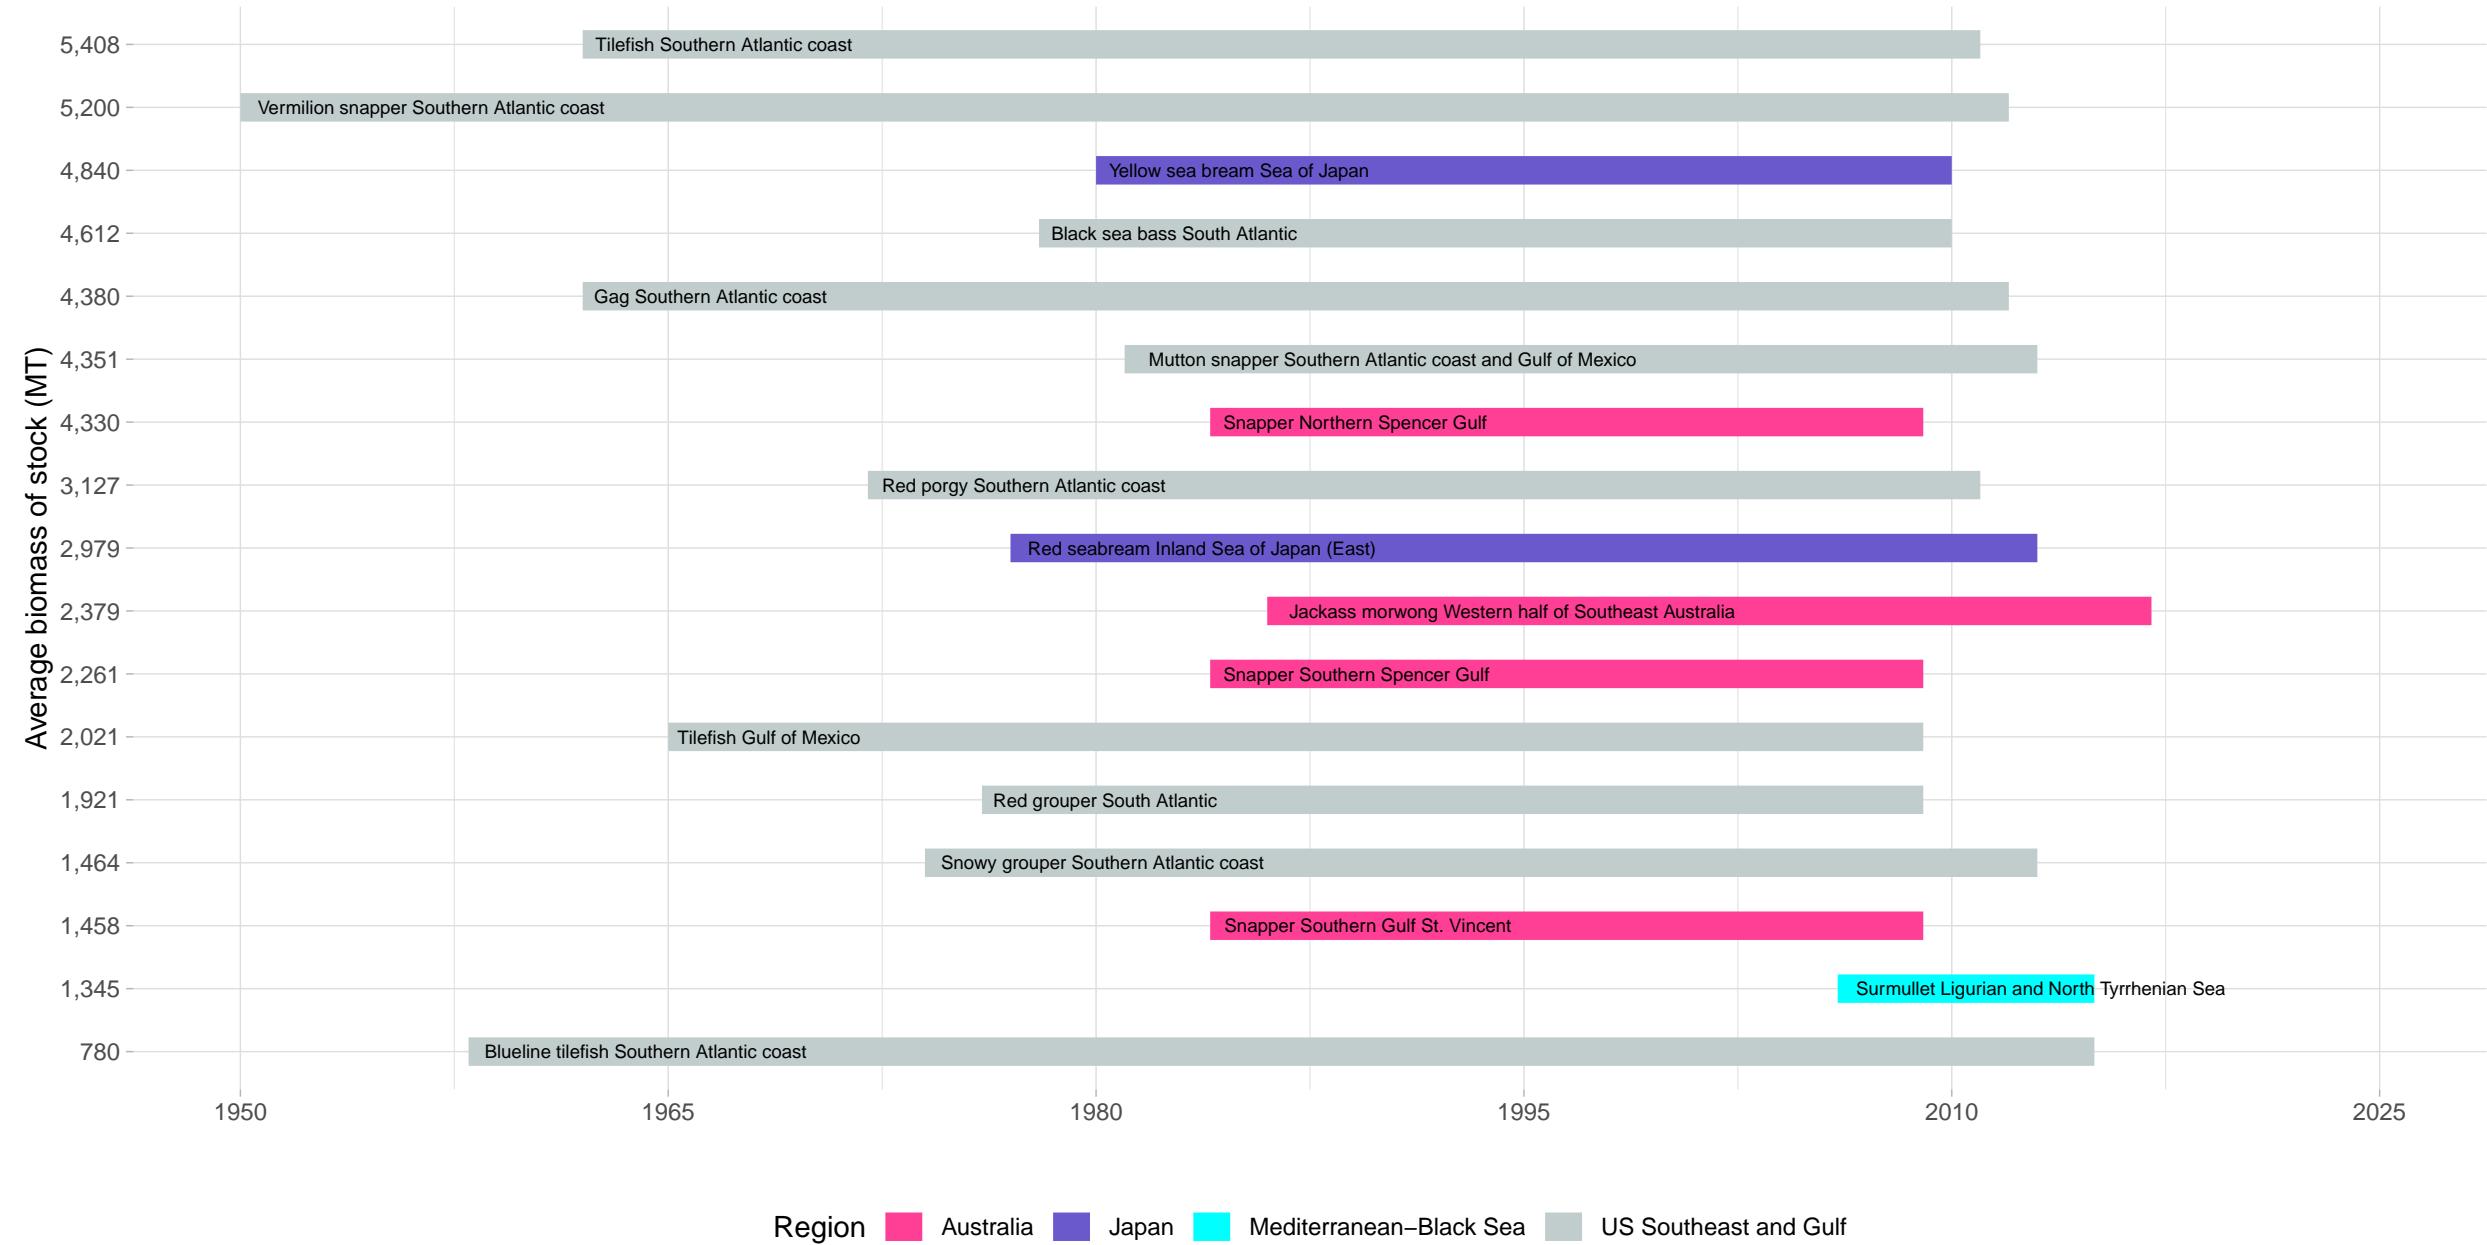 5,408
Tilefish Southern Atlantic coast
5,200
Vermilion snapper Southern Atlantic coast
4,840
Yellow sea bream Sea of Japan
4,612
Black sea bass South Atlantic
4,380
Gag Southern Atlantic coast
4,351
Mutton snapper Southern Atlantic coast and Gulf of Mexico
4,330
Snapper Northern Spencer Gulf
3,127
Red porgy Southern Atlantic coast
2,979
Red seabream Inland Sea of Japan (East)
2,379
Jackass morwong Western half of Southeast Australia
2,261
Snapper Southern Spencer Gulf
2,021
Tilefish Gulf of Mexico
1,921
Red grouper South Atlantic
1,464
Snowy grouper Southern Atlantic coast
1,458
Snapper Southern Gulf St. Vincent
1,345
Surmullet Ligurian and North Tyrrhenian Sea
780
Blueline tilefish Southern Atlantic coast
Average biomass of stock (MT)
1950 1965 1980 1995 2010 2025
Region Australia Japan Mediterranean−Black Sea US Southeast and Gulf